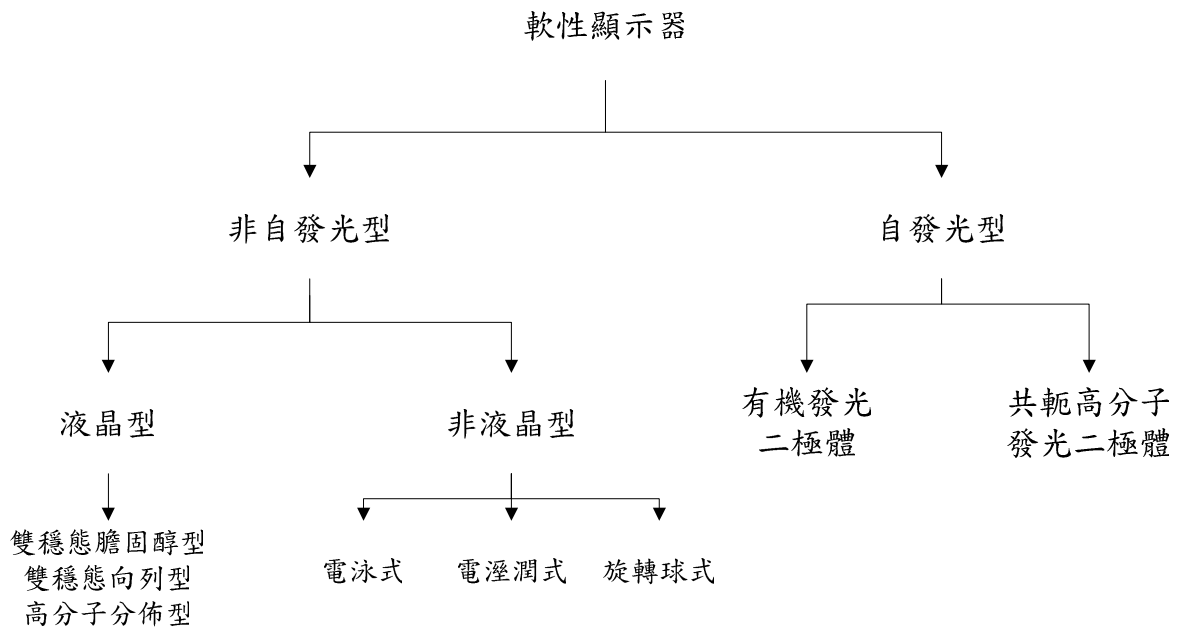 軟性顯示器
非自發光型
自發光型
液晶型
非液晶型
有機發光
二極體
共軛高分子
發光二極體
雙穩態膽固醇型
雙穩態向列型
高分子分佈型
電泳式
電溼潤式
旋轉球式